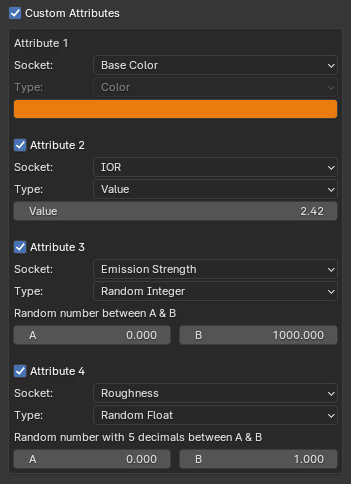 Custom Attributes
Attribute 1
Socket: Base Color
Type: Color
Attribute 2
Socket: IOR
Type: Value
Value 2.42
Attribute 3
Socket: Emission Strength
Type: Random Integer
Random number between A & B
A 0.000 B 1000.000
Attribute 4
Socket: Roughness
Type: Random Float
Random number with 5 decimals between A & B
A 0.000 B 1.000